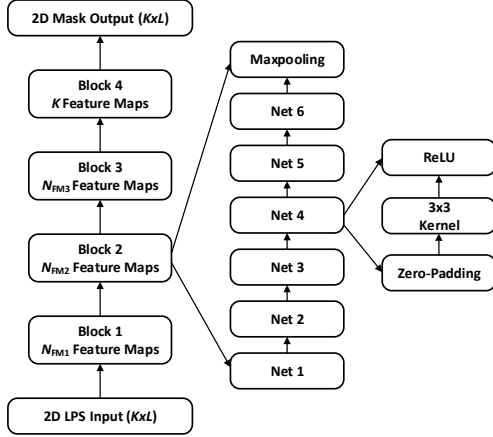 2D Mask Output (KxL)
Block 4
K Feature Maps
Block 3
NFM3 Feature Maps
Block 2
NFM2 Feature Maps
Block 1
NFM1 Feature Maps
2D LPS Input (KxL)
Maxpooling
Net 6
Net 5
Net 4
Net 3
Net 2
Net 1
ReLU
3x3
Kernel
Zero-Padding